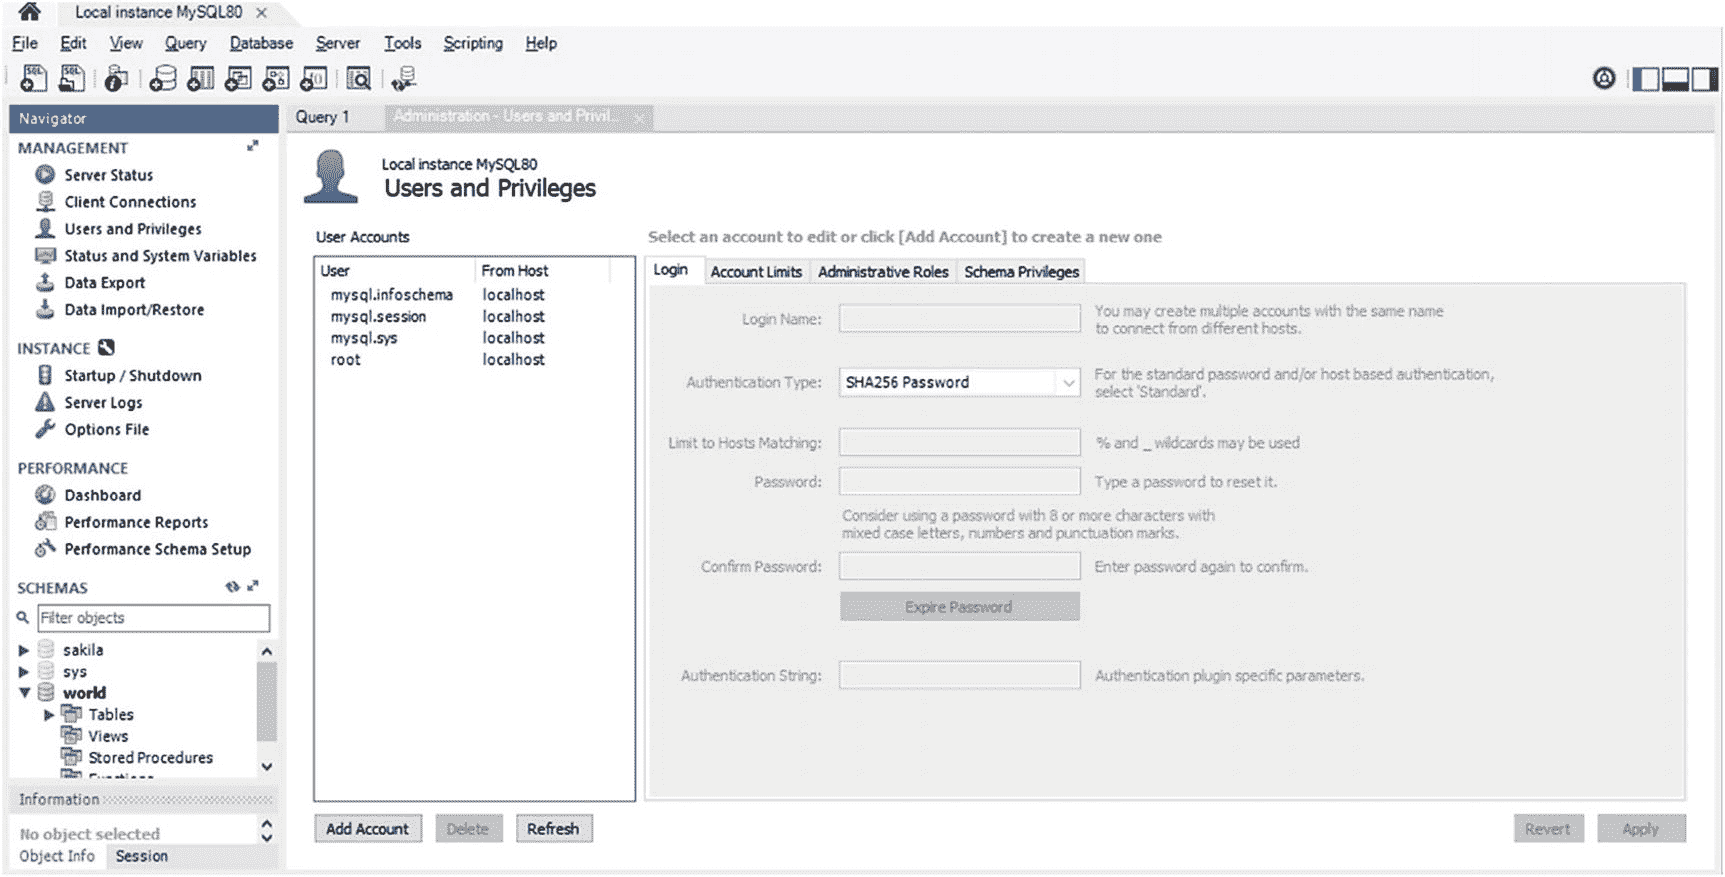 Local instance MySQL80 ×
File Edit View Query Database Server Tools Scripting Help
SQL SQL
Navigator
MANAGEMENT
Server Status
Client Connections
Users and Privileges
Status and System Variables
Data Export
Data Import/Restore
INSTANCE
Startup / Shutdown
Server Logs
Options File
PERFORMANCE
Dashboard
Performance Reports
Performance Schema Setup
SCHEMAS
Filter objects
sakila
sys
world
Tables
Views
Stored Procedures
Functions
Information
No object selected
Object Info Session
Query 1 Administration - Users and Privil... ×
Local instance MySQL80
Users and Privileges
User Accounts
User From Host
mysql.infoschema localhost
mysql.session localhost
mysql.sys localhost
root localhost
Add Account Delete Refresh
Select an account to edit or click [Add Account] to create a new one
Login Account Limits Administrative Roles Schema Privileges
Login Name: You may create multiple accounts with the same name
to connect from different hosts.
Authentication Type: SHA256 Password For the standard password and/or host based authentication,
select 'Standard'.
Limit to Hosts Matching: % and _ wildcards may be used
Password: Type a password to reset it.
Consider using a password with 8 or more characters with
mixed case letters, numbers and punctuation marks.
Confirm Password: Enter password again to confirm.
Expire Password
Authentication String: Authentication plugin specific parameters.
Revert Apply